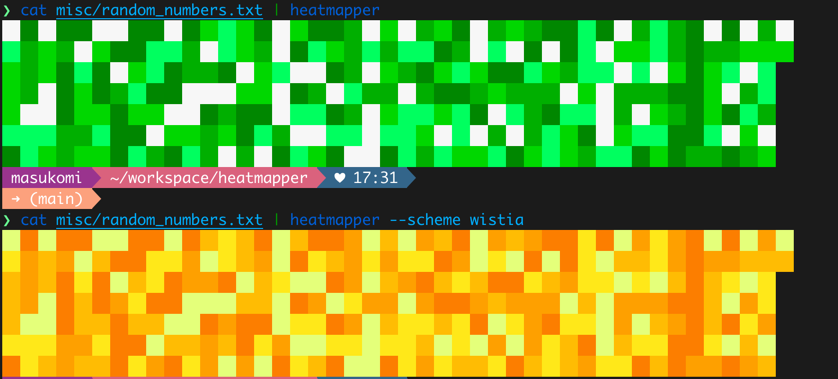 ❯ cat misc/random_numbers.txt | heatmapper
masukomi ~/workspace/heatmapper ♥ 17:31
➜ (main)
❯ cat misc/random_numbers.txt | heatmapper --scheme wistia